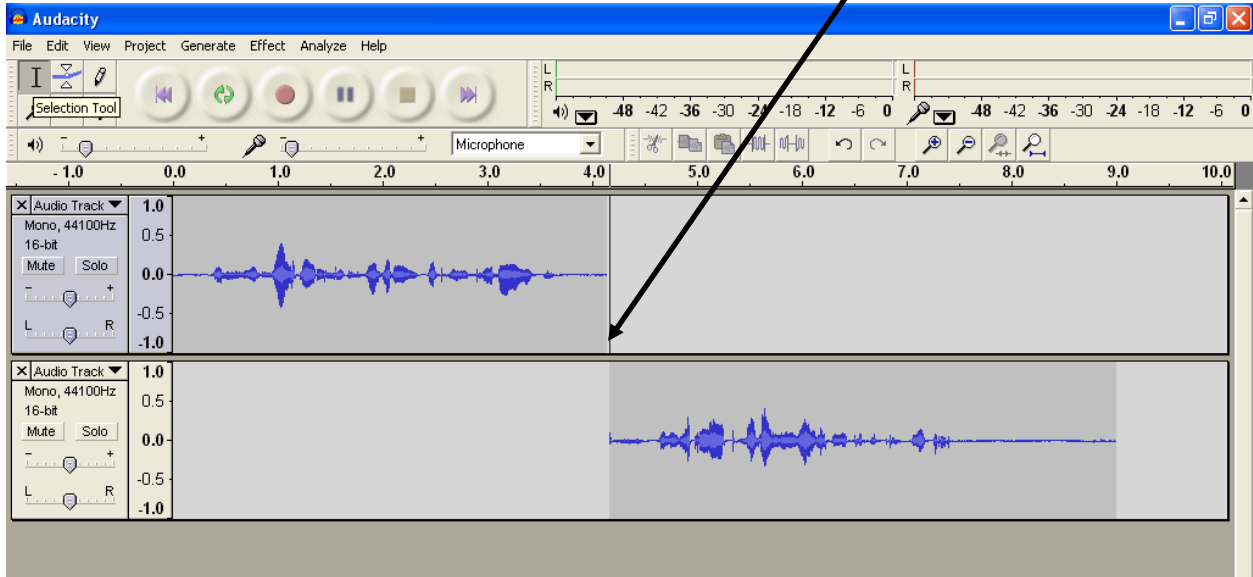 Audacity
File Edit View Project Generate Effect Analyze Help
L
R
-48 -42 -36 -30 -24 -18 -12 -6 0
L
R
-48 -42 -36 -30 -24 -18 -12 -6 0
Selection Tool
- + - + Microphone
- 1.0 0.0 1.0 2.0 3.0 4.0 5.0 6.0 7.0 8.0 9.0 10.0
X Audio Track 1.0
Mono, 44100Hz
16-bit 0.5
Mute Solo
0.0
- +
-0.5
L R
-1.0
X Audio Track 1.0
Mono, 44100Hz
16-bit 0.5
Mute Solo
0.0
- +
-0.5
L R
-1.0